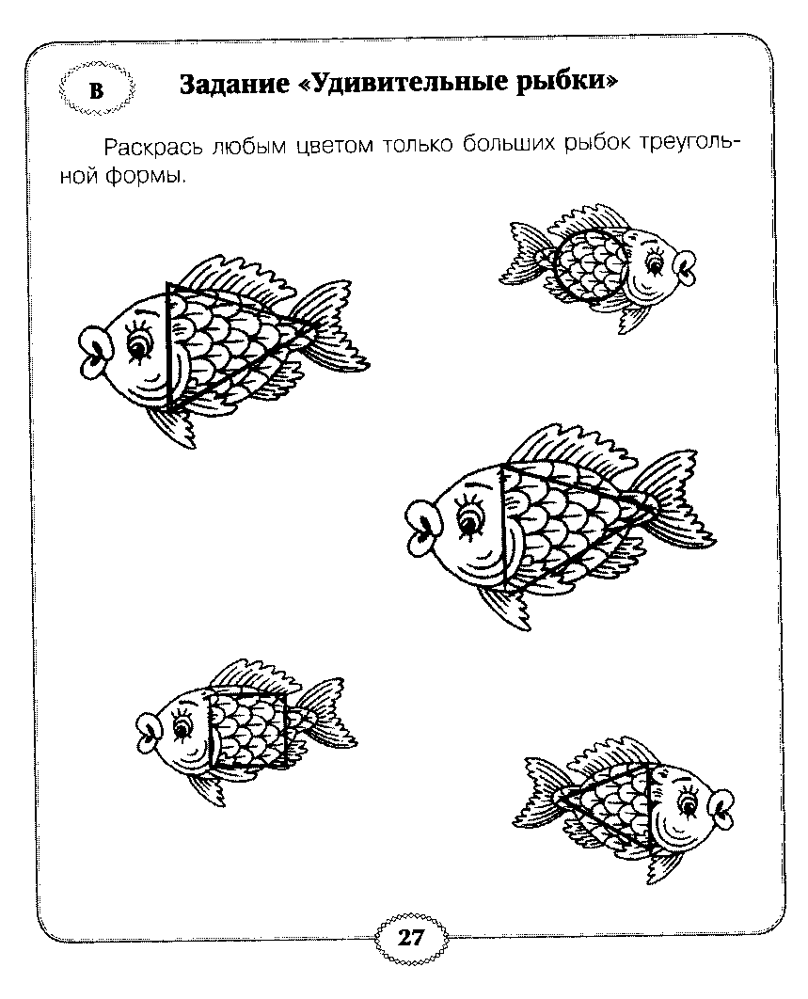 В
Задание «Удивительные рыбки»
Раскрась любым цветом только больших рыбок треуголь-
ной формы.
27